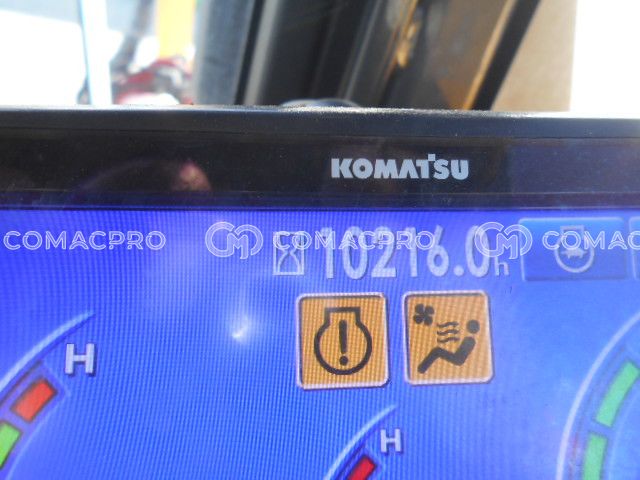 KOMATSU
COMACPRO COMACPRO COMACPRO
10216.0h
H
H